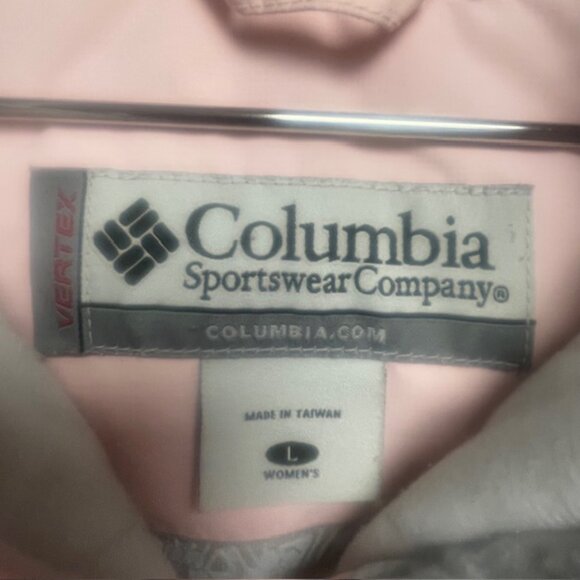 VERTEX
Columbia
Sportswear Company®
COLUMBIA.COM
MADE IN TAIWAN
L
WOMEN'S